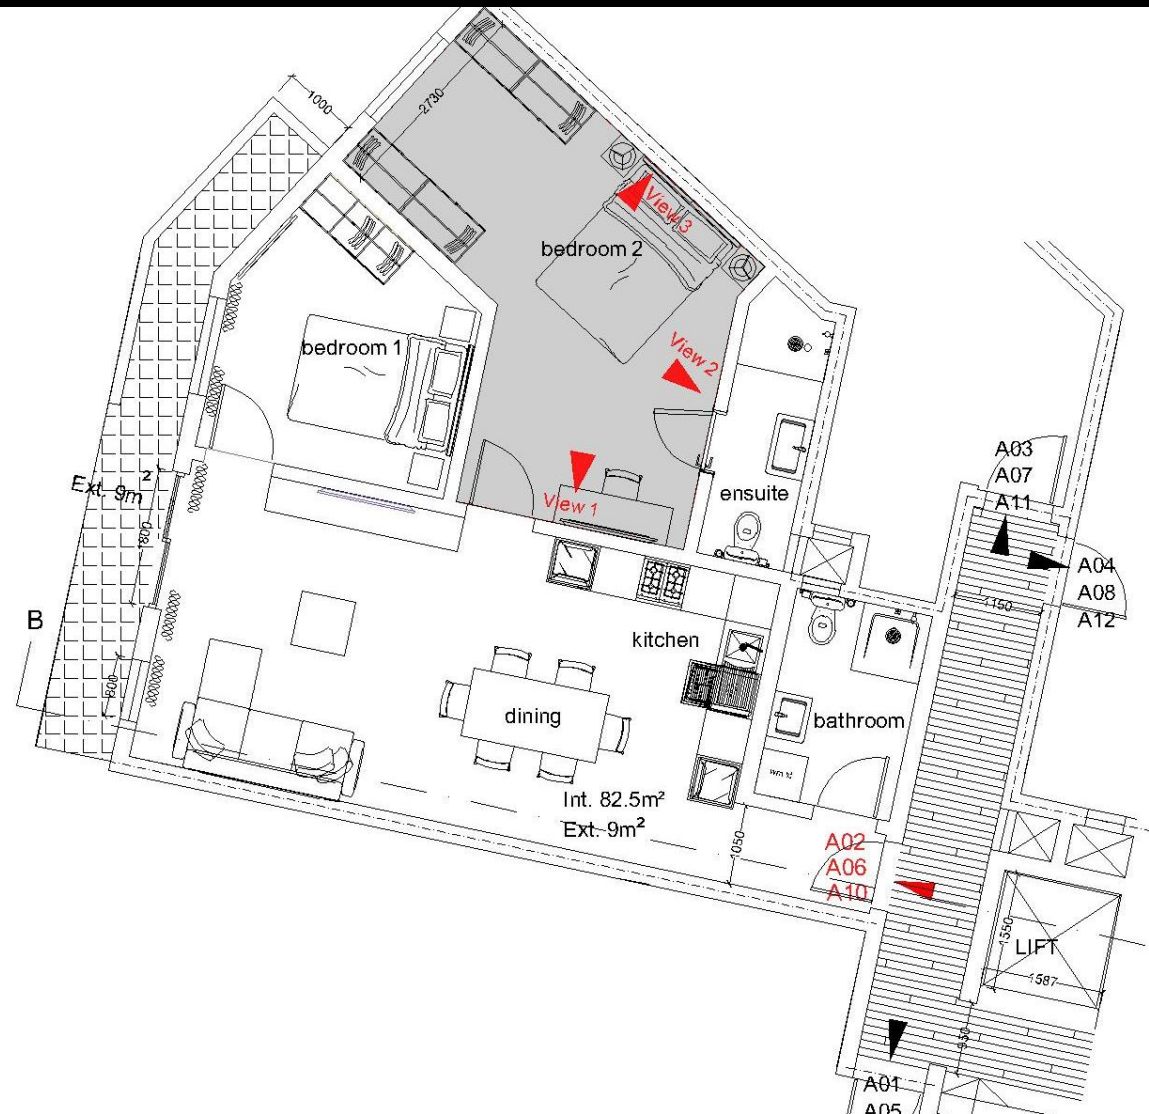 1000
2730
View 3
bedroom 2
bedroom 1
View 2
A03
A07
A11
Ext. 9m²
ensuite
View 1
1800
A04
A08
A12
1150
B
kitchen
800
dining
bathroom
Int. 82.5m²
Ext. 9m²
1050
A02
A06
A10
1550
LIFT
1587
950
A01
A05